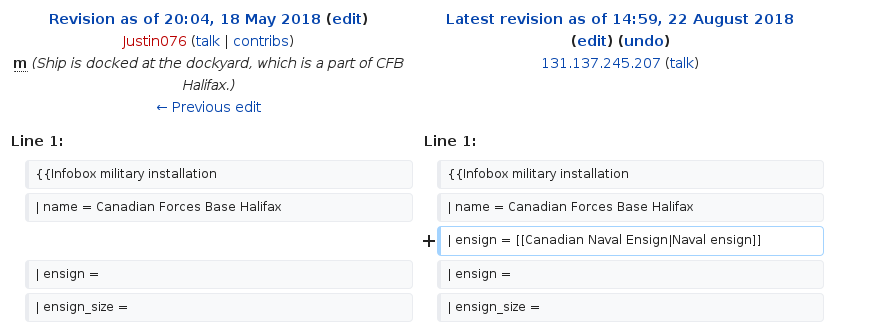 Revision as of 20:04, 18 May 2018 (edit)
Justin076 (talk | contribs)
m (Ship is docked at the dockyard, which is a part of CFB
Halifax.)
← Previous edit
Latest revision as of 14:59, 22 August 2018
(edit) (undo)
131.137.245.207 (talk)
Line 1:
Line 1:
{{Infobox military installation
{{Infobox military installation
| name = Canadian Forces Base Halifax
| name = Canadian Forces Base Halifax
+ | ensign = [[Canadian Naval Ensign|Naval ensign]]
| ensign =
| ensign =
| ensign_size =
| ensign_size =